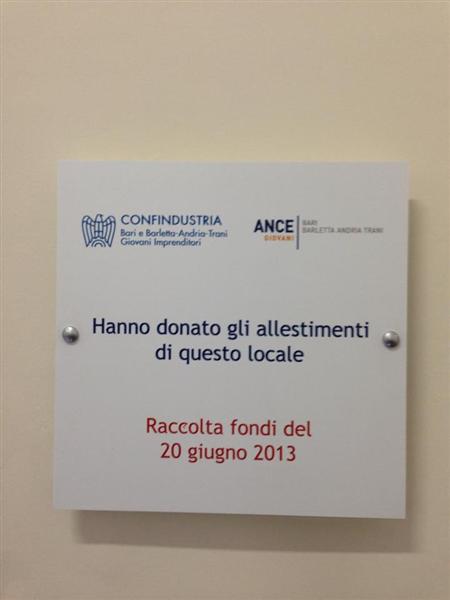 CONFINDUSTRIA
Bari e Barletta-Andria-Trani
Giovani Imprenditori
ANCE
GIOVANI
BARI
BARLETTA ANDRIA TRANI
Hanno donato gli allestimenti
di questo locale
Raccolta fondi del
20 giugno 2013